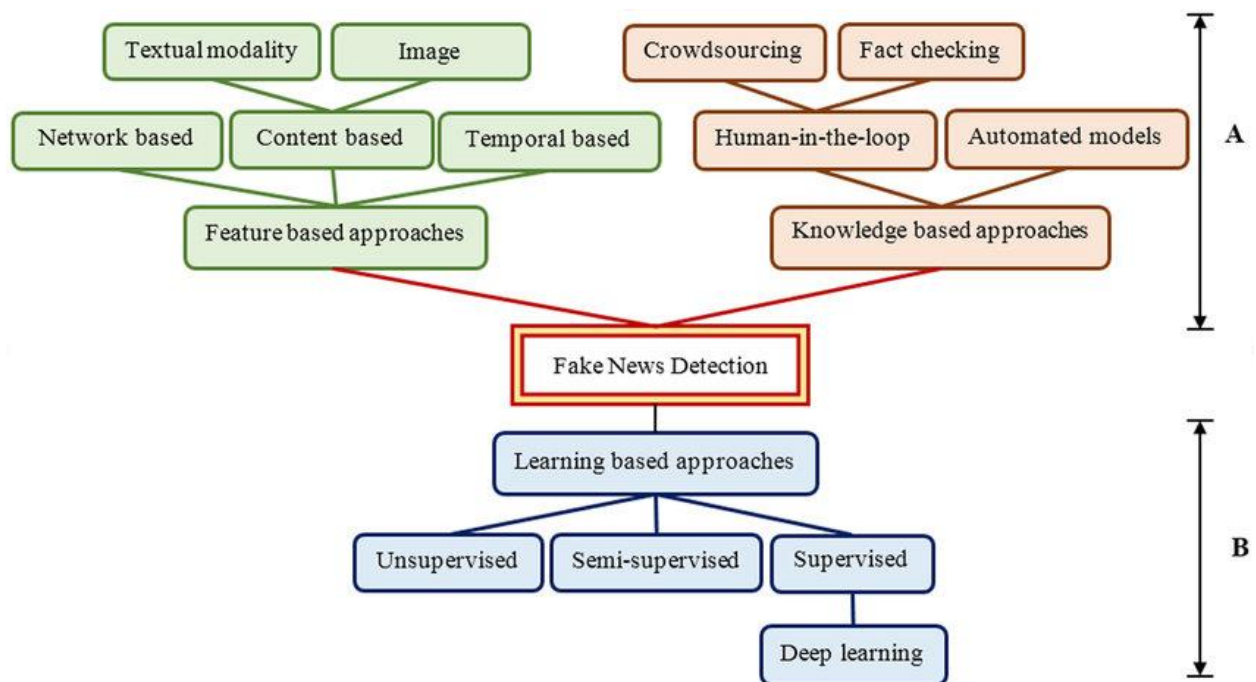 Textual modality
Image
Crowdsourcing
Fact checking
Network based
Content based
Temporal based
Human-in-the-loop
Automated models
A
Feature based approaches
Knowledge based approaches
Fake News Detection
Learning based approaches
Unsupervised
Semi-supervised
Supervised
B
Deep learning